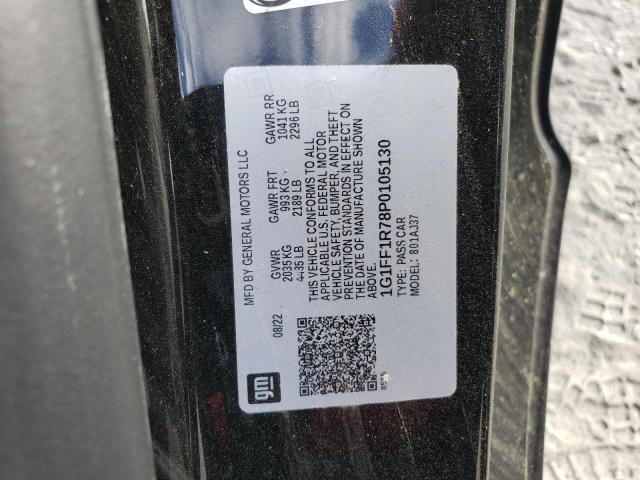 MFD BY GENERAL MOTORS LLC
08/22
GVWR GAWR FRT GAWR RR
2035 KG 993 KG 1041 KG
4435 LB 2189 LB 2296 LB
THIS VEHICLE CONFORMS TO ALL
APPLICABLE U.S. FEDERAL MOTOR
VEHICLE SAFETY, BUMPER, AND THEFT
PREVENTION STANDARDS IN EFFECT ON
THE DATE OF MANUFACTURE SHOWN
ABOVE.
1G1FF1R78P0105130
TYPE: PASS CAR
MODEL: 801AJ37
gm